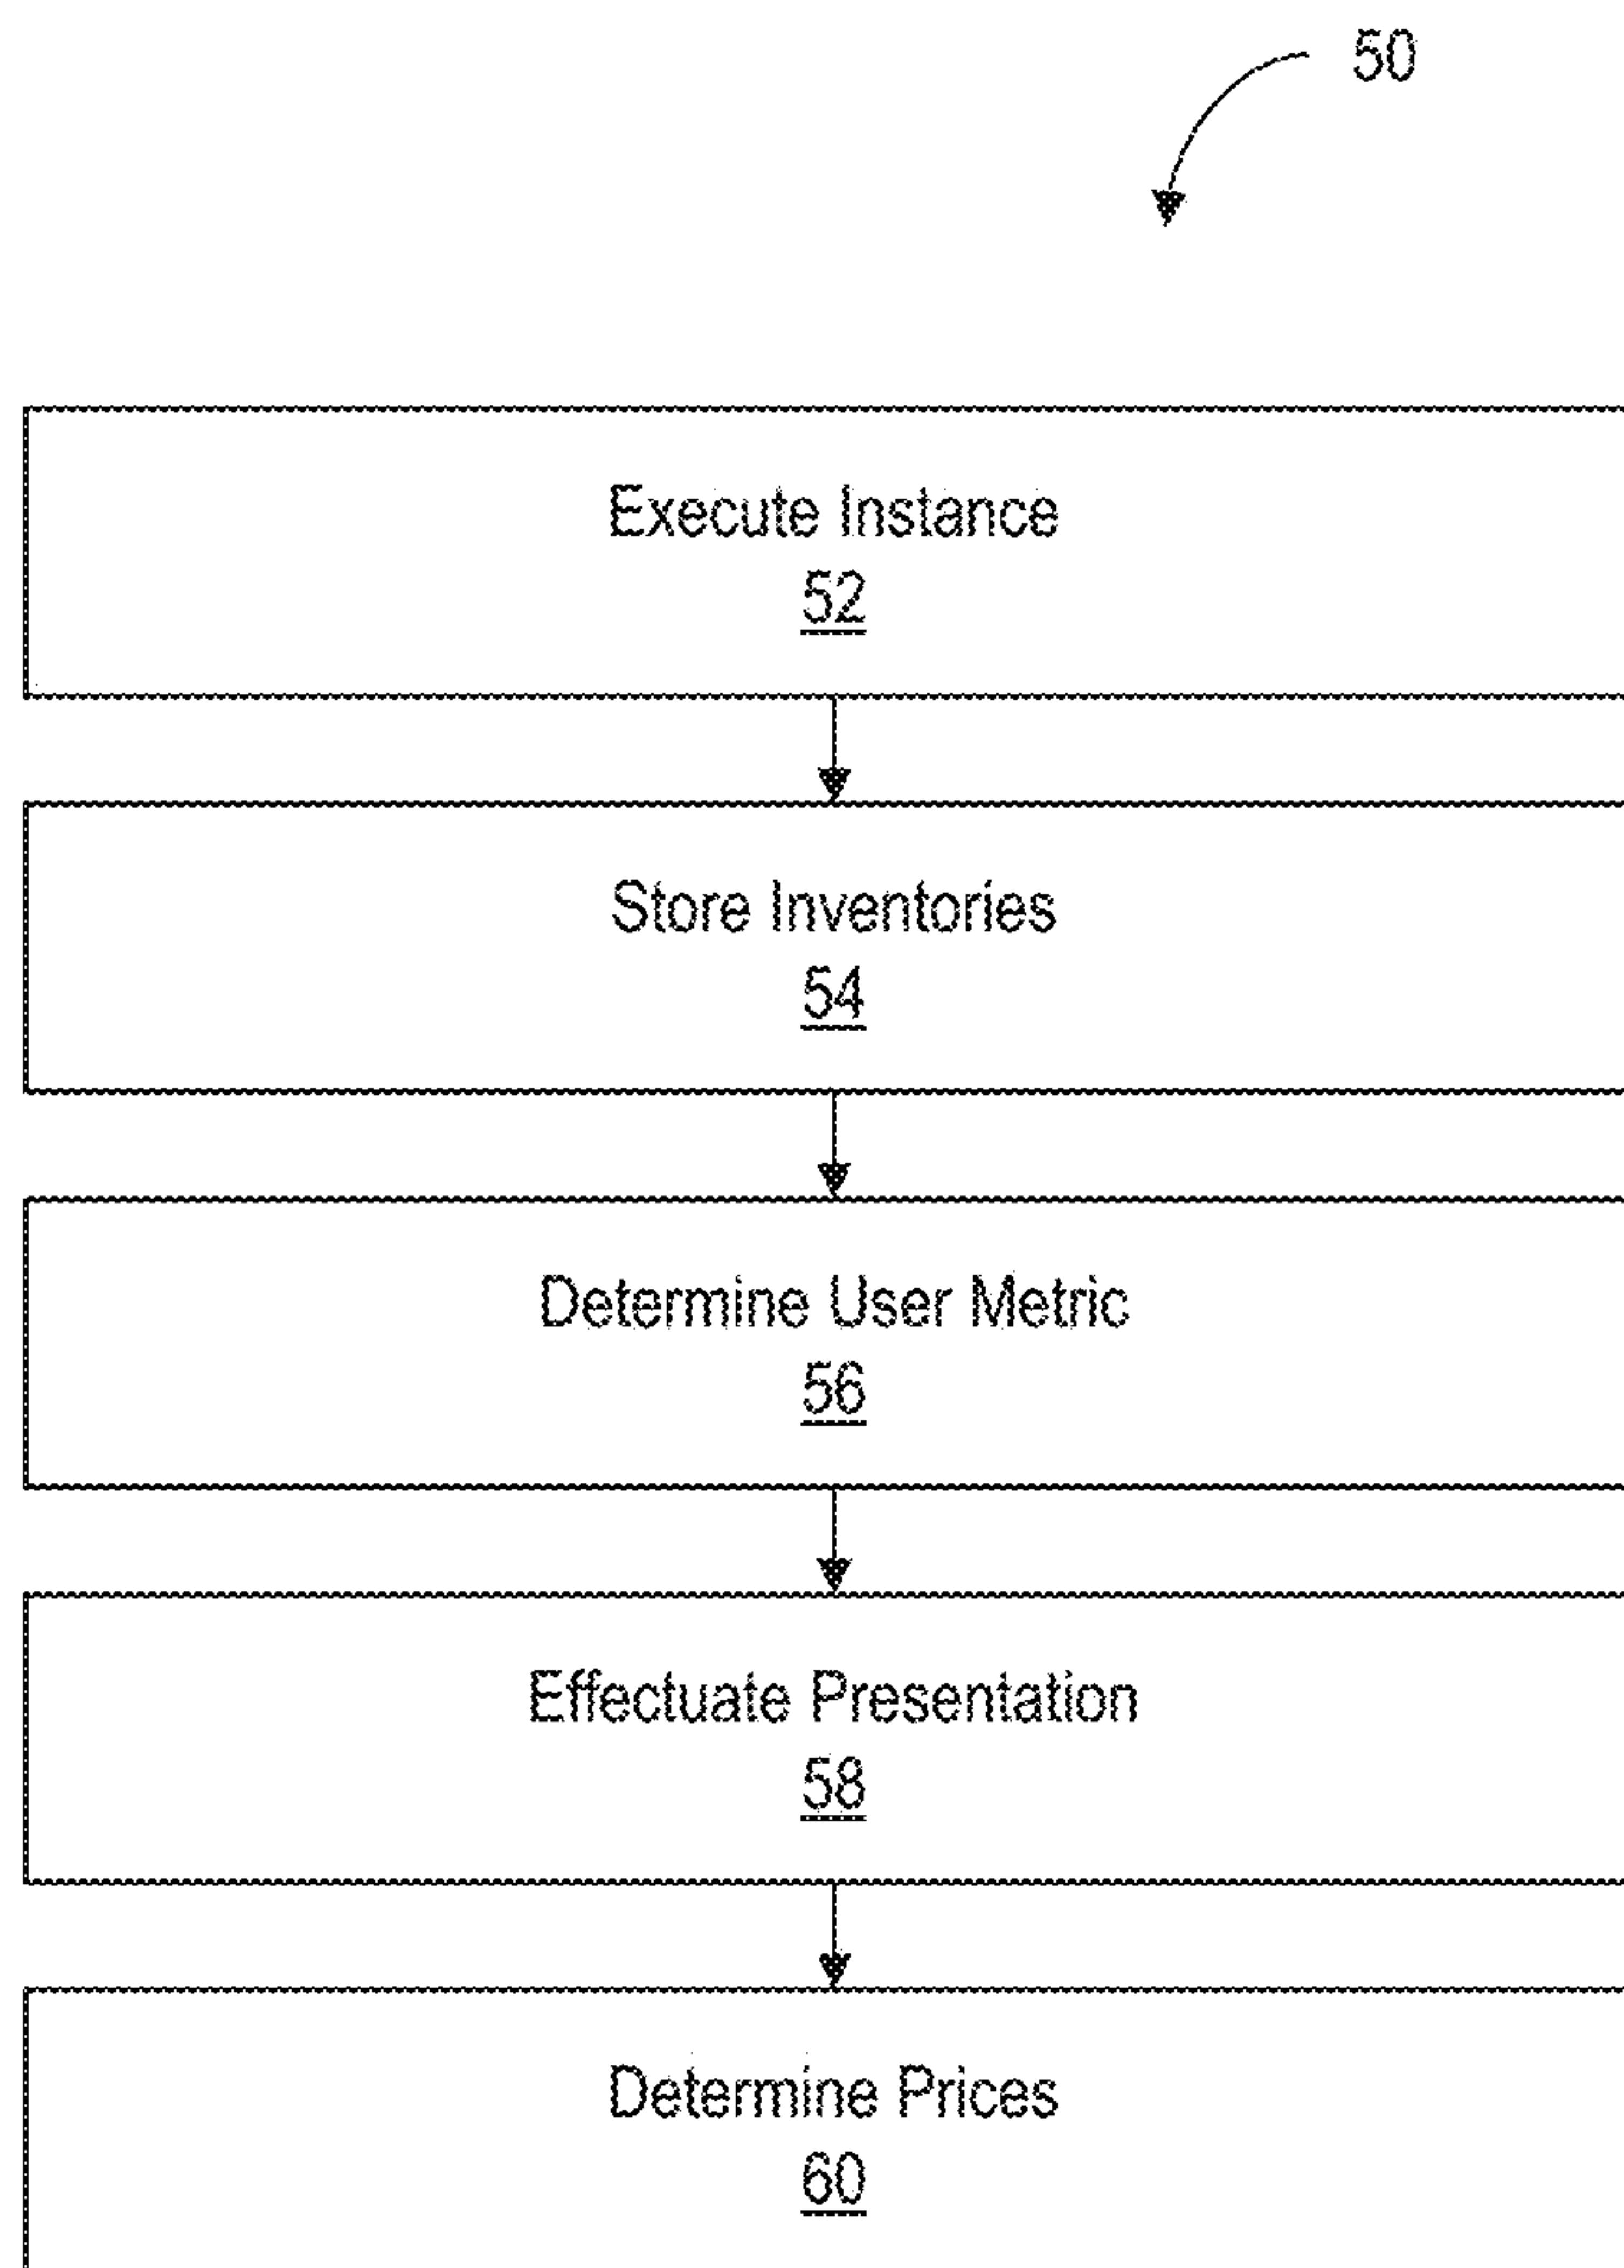 50
Execute Instance
52
Store Inventories
54
Determine User Metric
56
Effectuate Presentation
58
Determine Prices
60